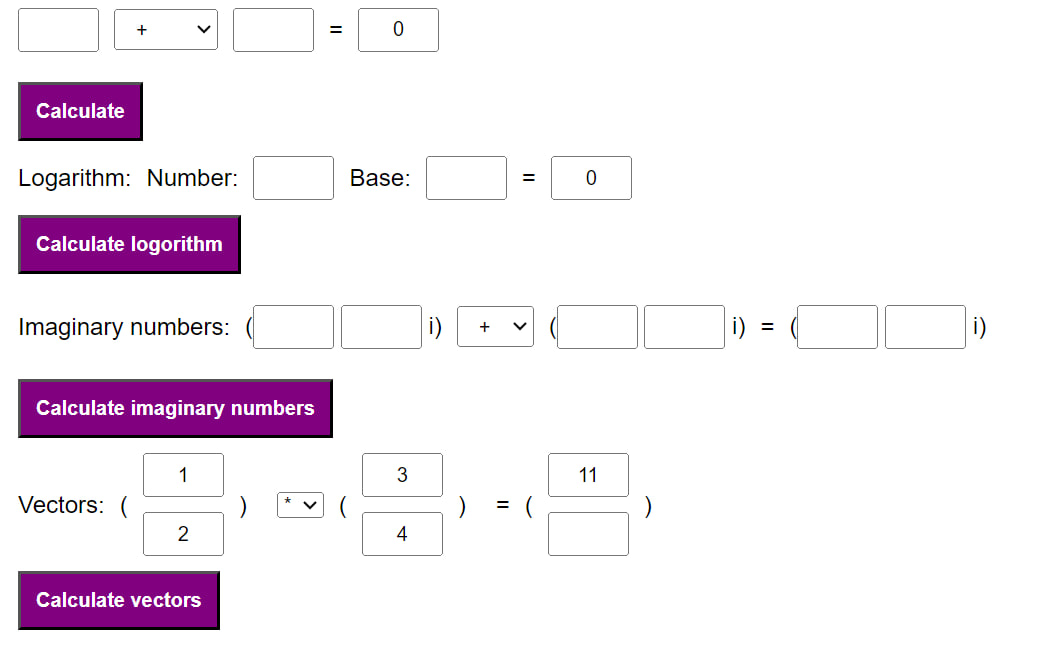 + = 0
Calculate
Logarithm: Number: Base: = 0
Calculate logorithm
Imaginary numbers: ( i) + ( i) = ( i)
Calculate imaginary numbers
1 3 11
Vectors: ( ) * ( ) = ( )
2 4
Calculate vectors